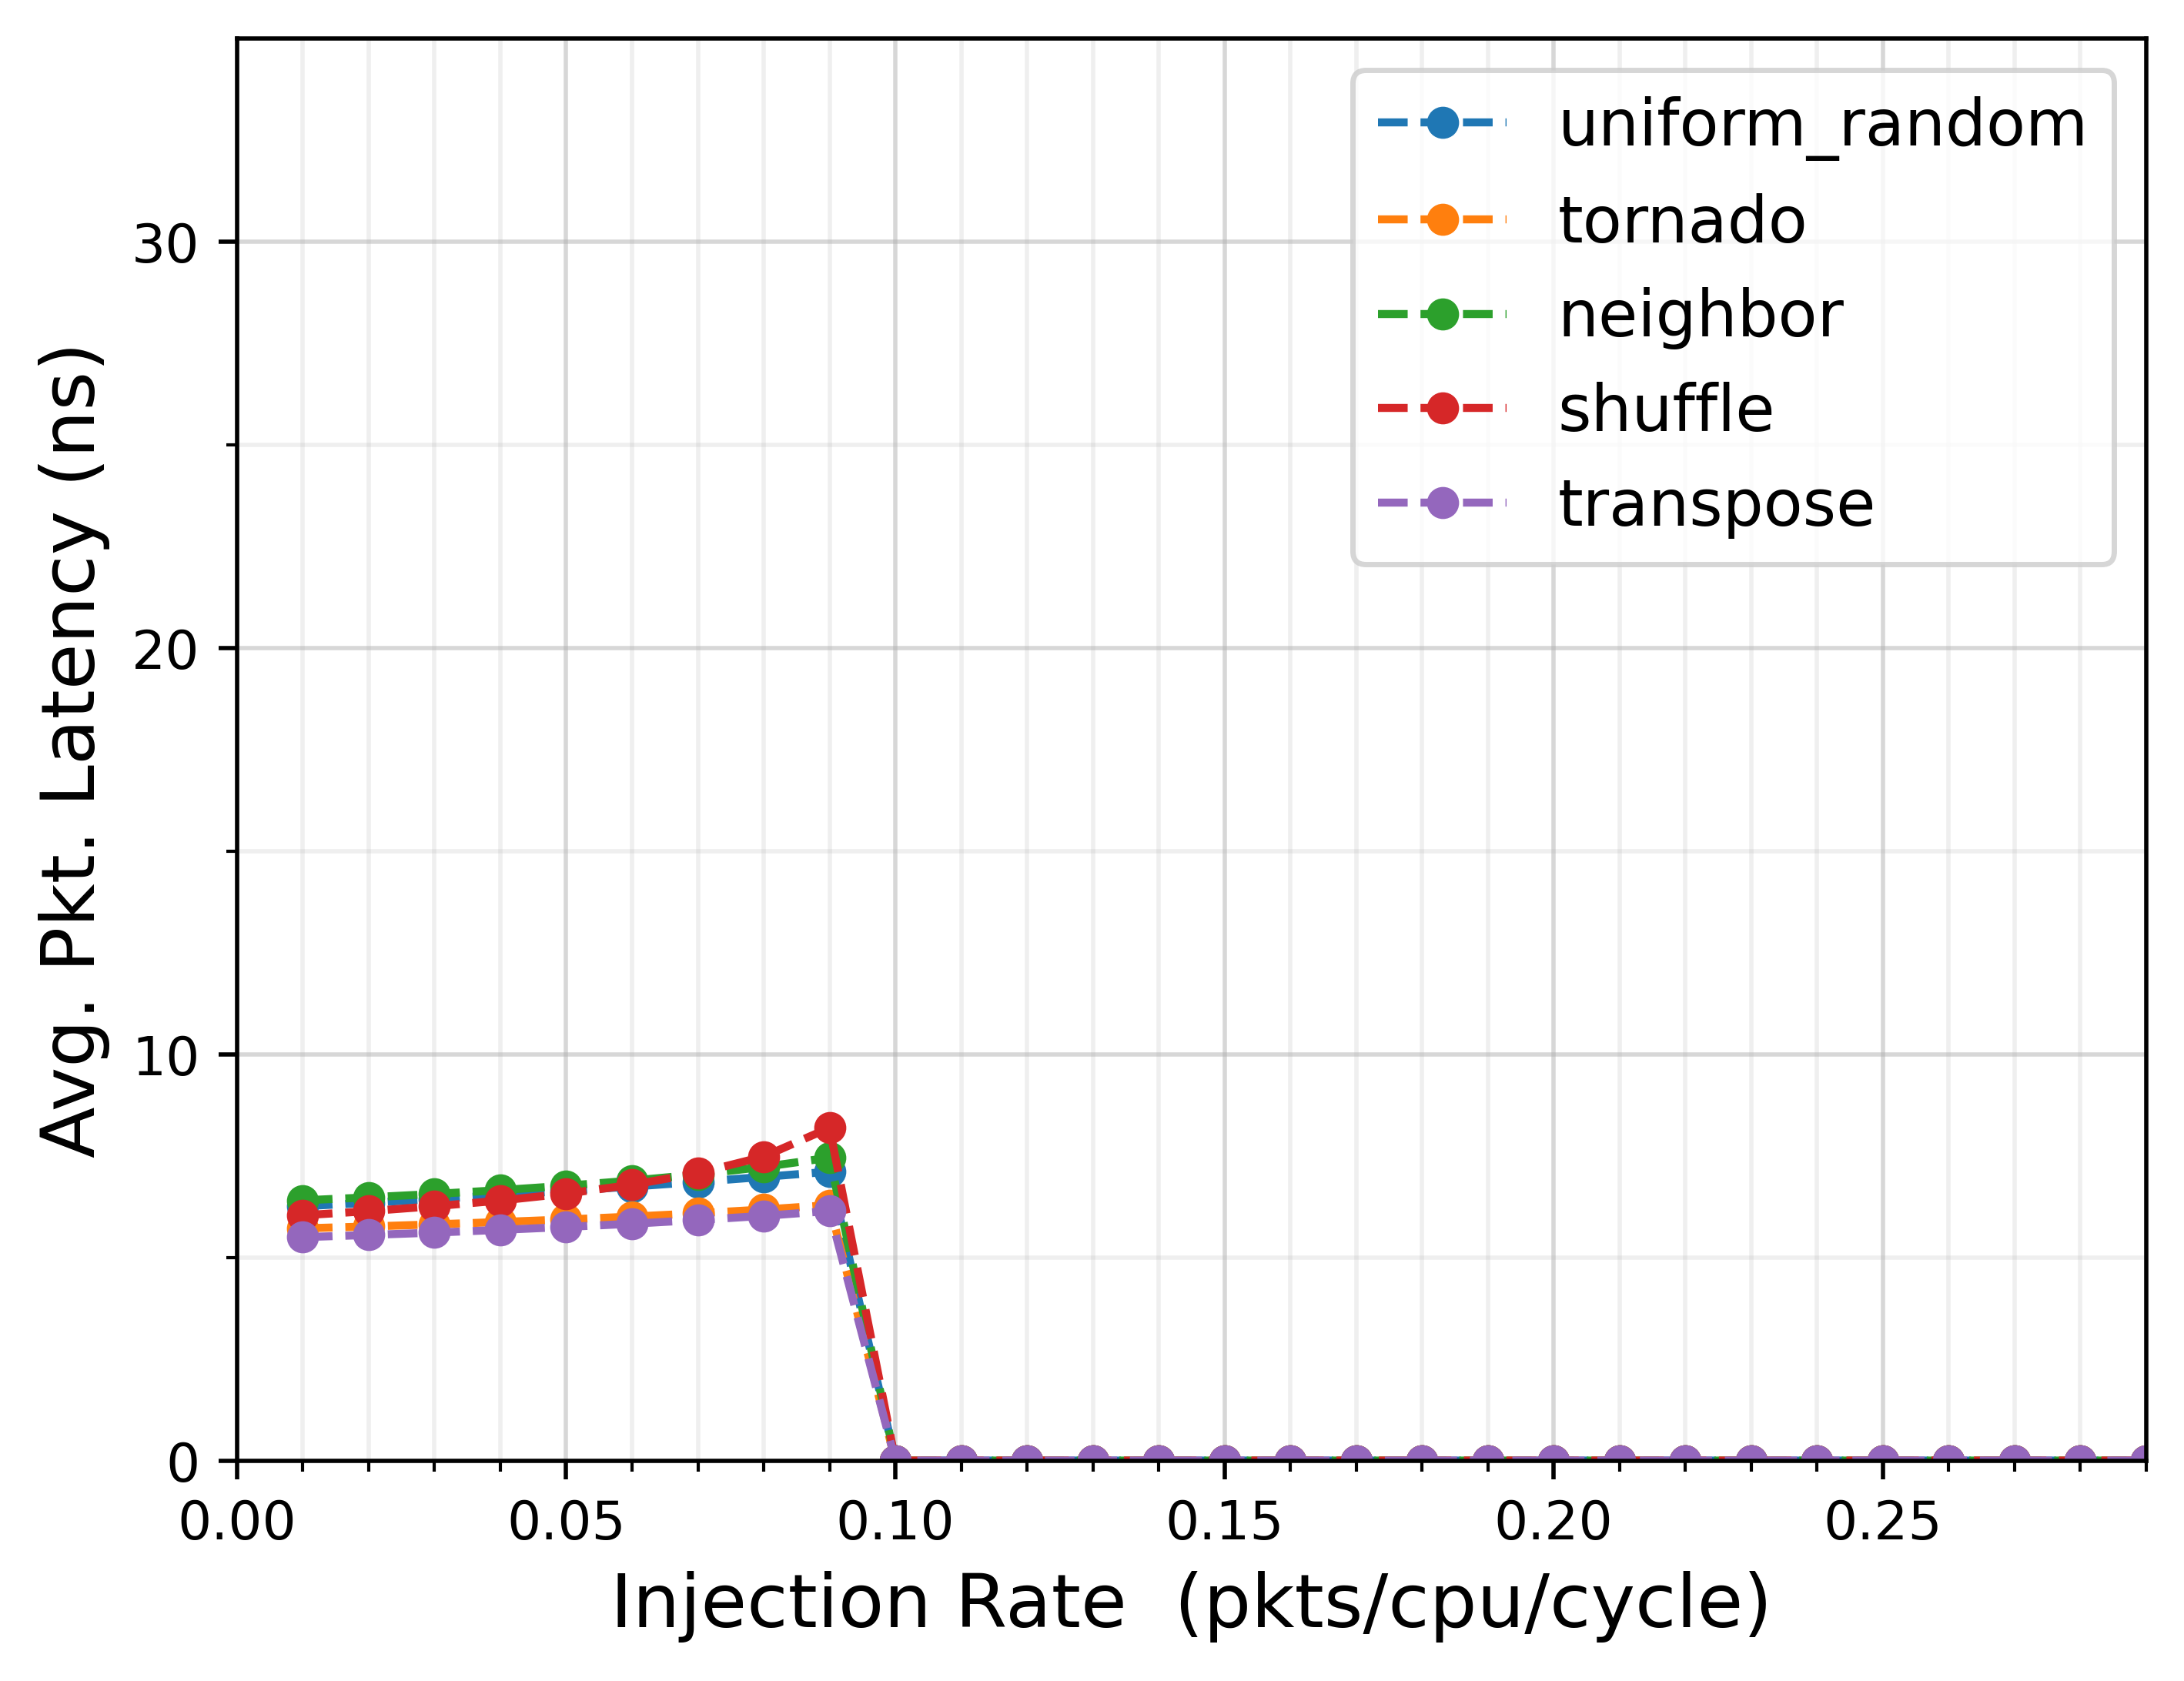 uniform_random
tornado
neighbor
shuffle
transpose
Avg. Pkt. Latency (ns)
30
20
10
0
0.00 0.05 0.10 0.15 0.20 0.25
Injection Rate  (pkts/cpu/cycle)